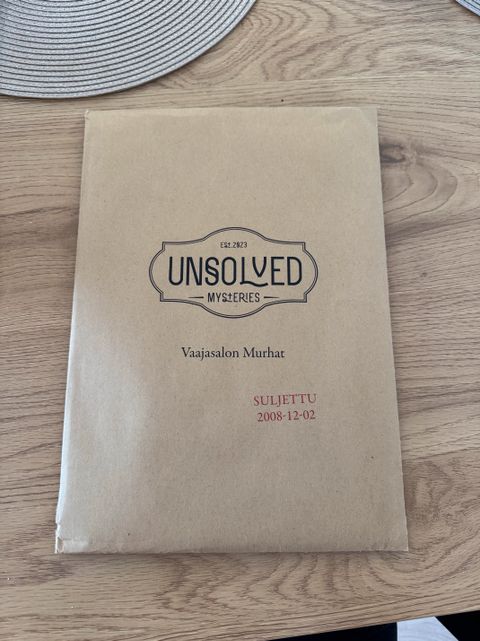 EST. 2023
UNSOLVED
MYSTERIES
Vaajasalon Murhat
SULJETTU
2008-12-02